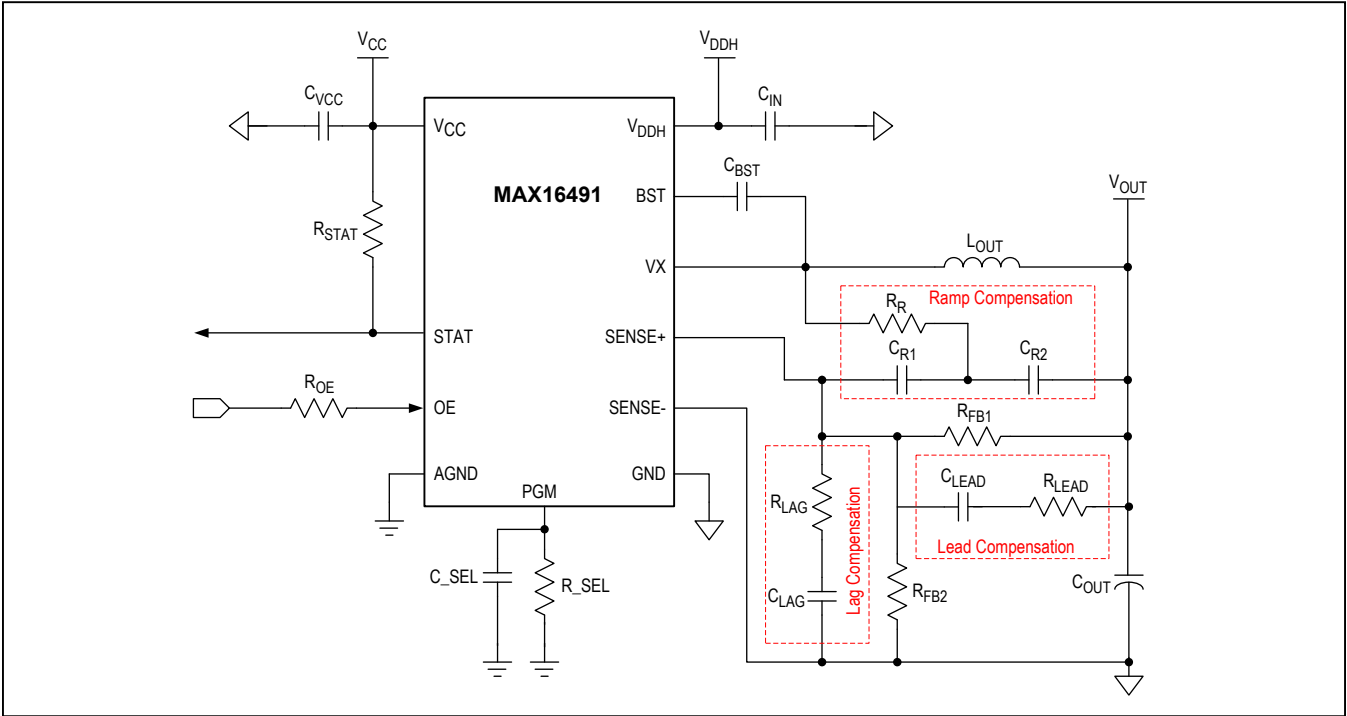 VCC
VDDH
CVCC
CIN
VCC
VDDH
CBST
MAX16491
BST
VOUT
RSTAT
LOUT
VX
Ramp Compensation
RR
STAT
SENSE+
CR1
CR2
ROE
OE
SENSE-
RFB1
AGND
GND
PGM
CLEAD
RLEAD
RLAG
Lag Compensation
Lead Compensation
C_SEL
R_SEL
CLAG
RFB2
COUT